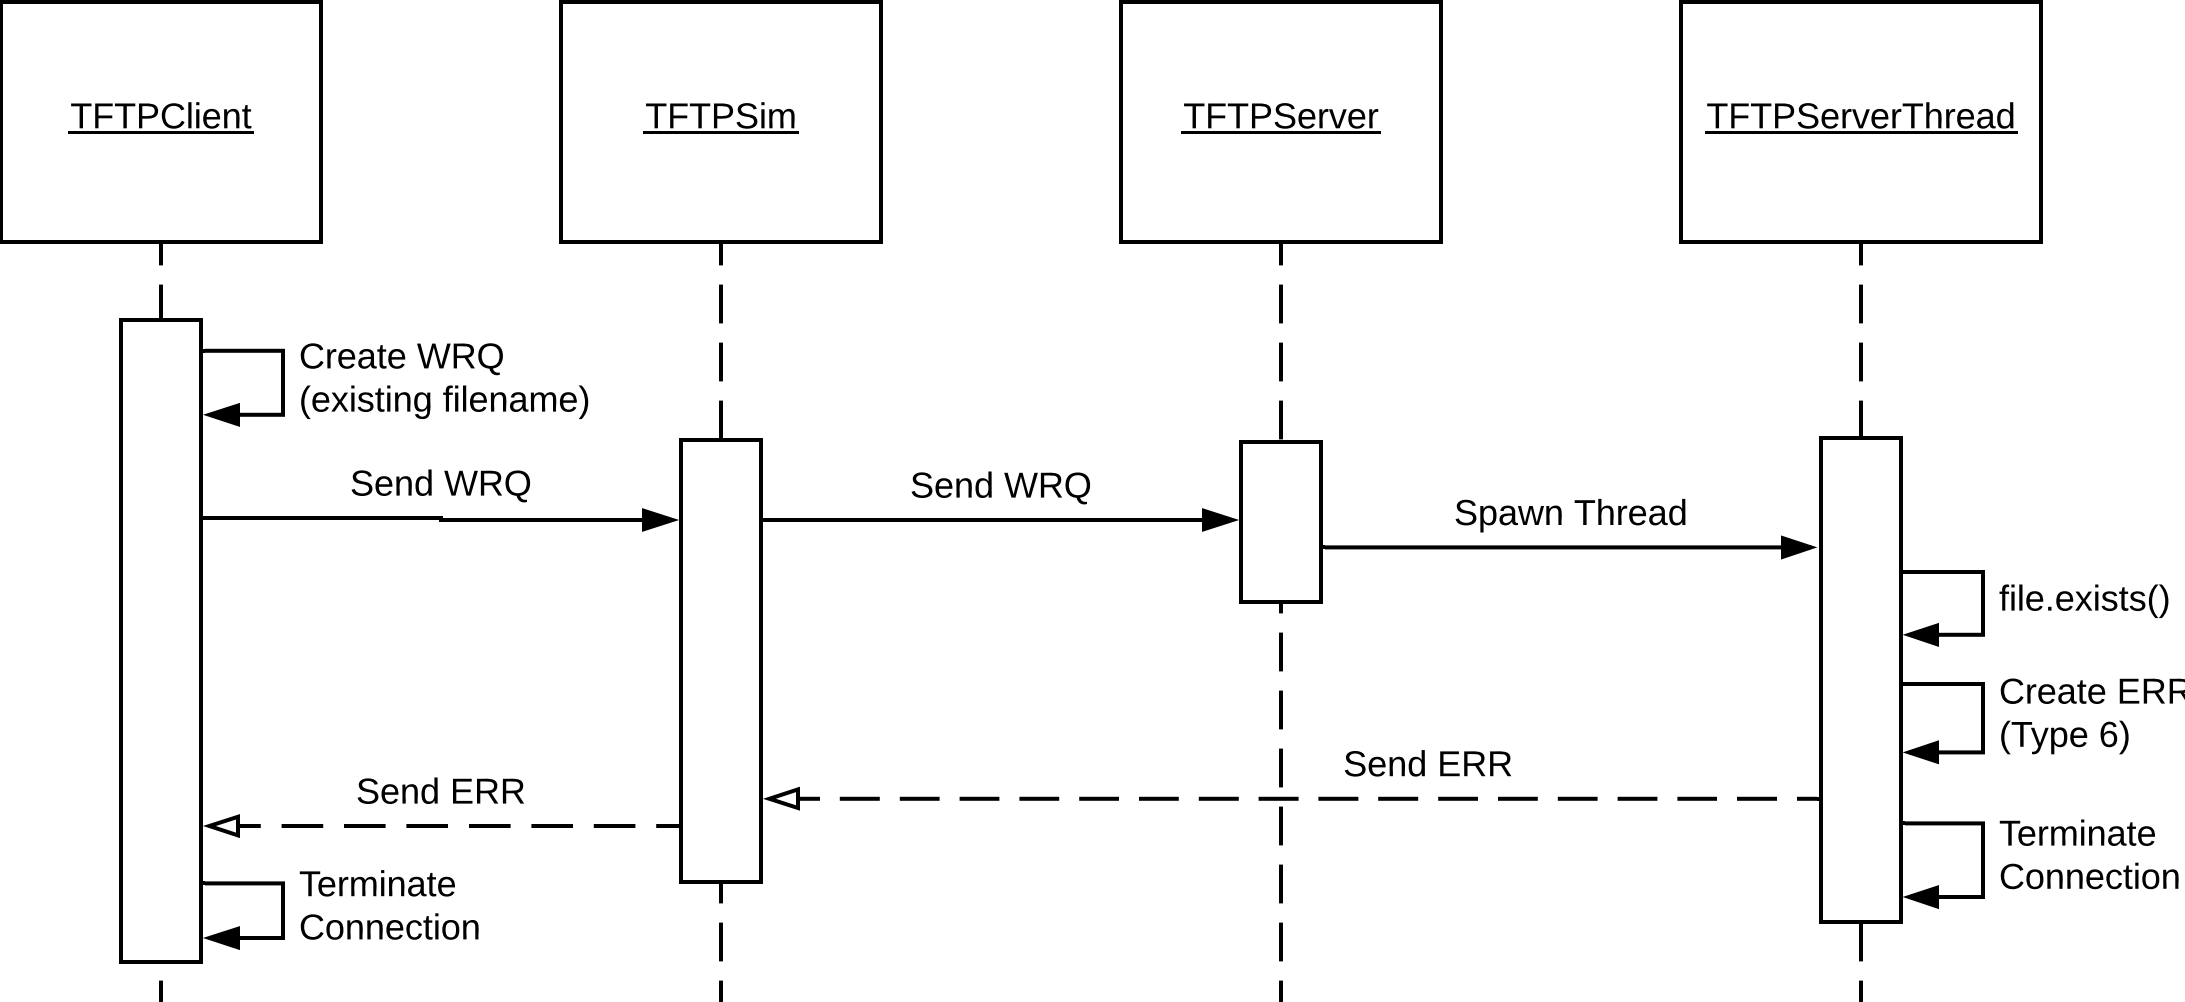 TFTPClient
TFTPSim
TFTPServer
TFTPServerThread
Create WRQ
(existing filename)
Send WRQ
Send WRQ
Spawn Thread
file.exists()
Create ERR
(Type 6)
Send ERR
Send ERR
Terminate
Connection
Terminate
Connection